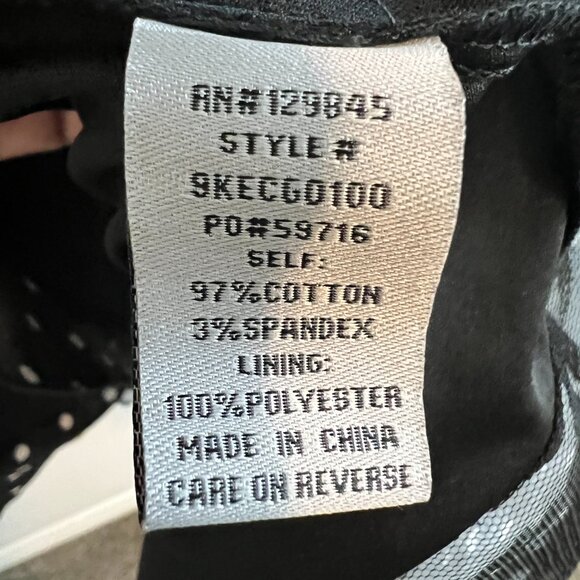 RN#129845
STYLE#
9KECG0100
PO#59716
SELF:
97%COTTON
3%SPANDEX
LINING:
100%POLYESTER
MADE IN CHINA
CARE ON REVERSE